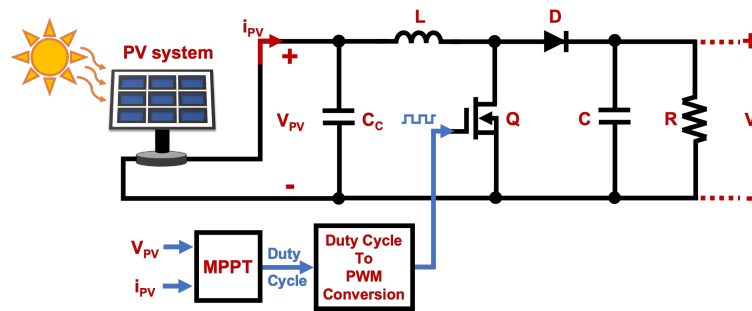 PV system
iPV
+
L
D
+
VPV
CC
Q
C
R
V
-
-
VPV
iPV
MPPT
Duty
Cycle
Duty Cycle
To
PWM
Conversion